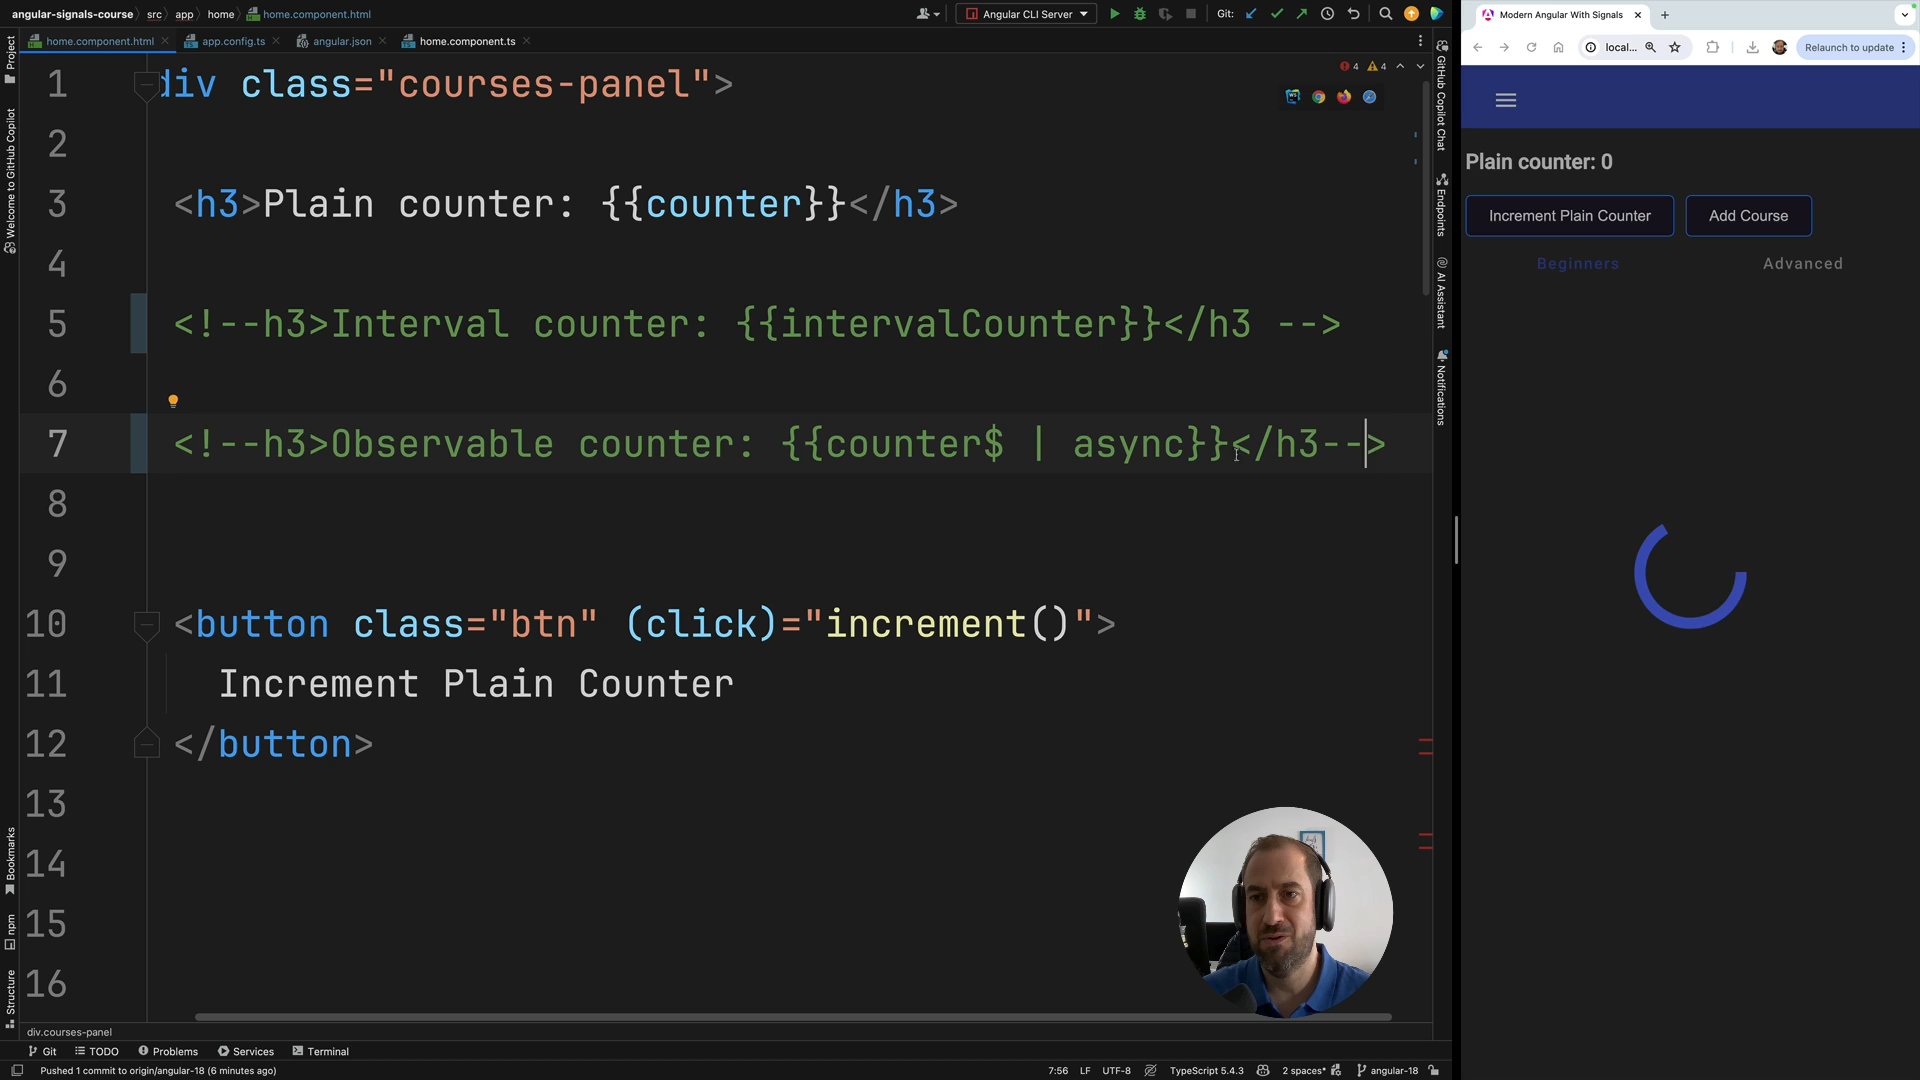 angular-signals-course src app home home.component.html
Angular CLI Server
Git:
home.component.html app.config.ts angular.json home.component.ts
4 4
1 div class="courses-panel">
2
3 <h3>Plain counter: {{counter}}</h3>
4
5 <!--h3>Interval counter: {{intervalCounter}}</h3 -->
6
7 <!--h3>Observable counter: {{counter$ | async}}</h3-->
8
9
10 <button class="btn" (click)="increment()">
11 Increment Plain Counter
12 </button>
13
14
15
16
div.courses-panel
Git TODO Problems Services Terminal
Pushed 1 commit to origin/angular-18 (6 minutes ago)
7:56 LF UTF-8 TypeScript 5.4.3 2 spaces* angular-18
Project
Welcome to GitHub Copilot
Bookmarks
npm
Structure
GitHub Copilot Chat
Endpoints
AI Assistant
Notifications
Modern Angular With Signals
local...
Relaunch to update
Plain counter: 0
Increment Plain Counter Add Course
Beginners Advanced